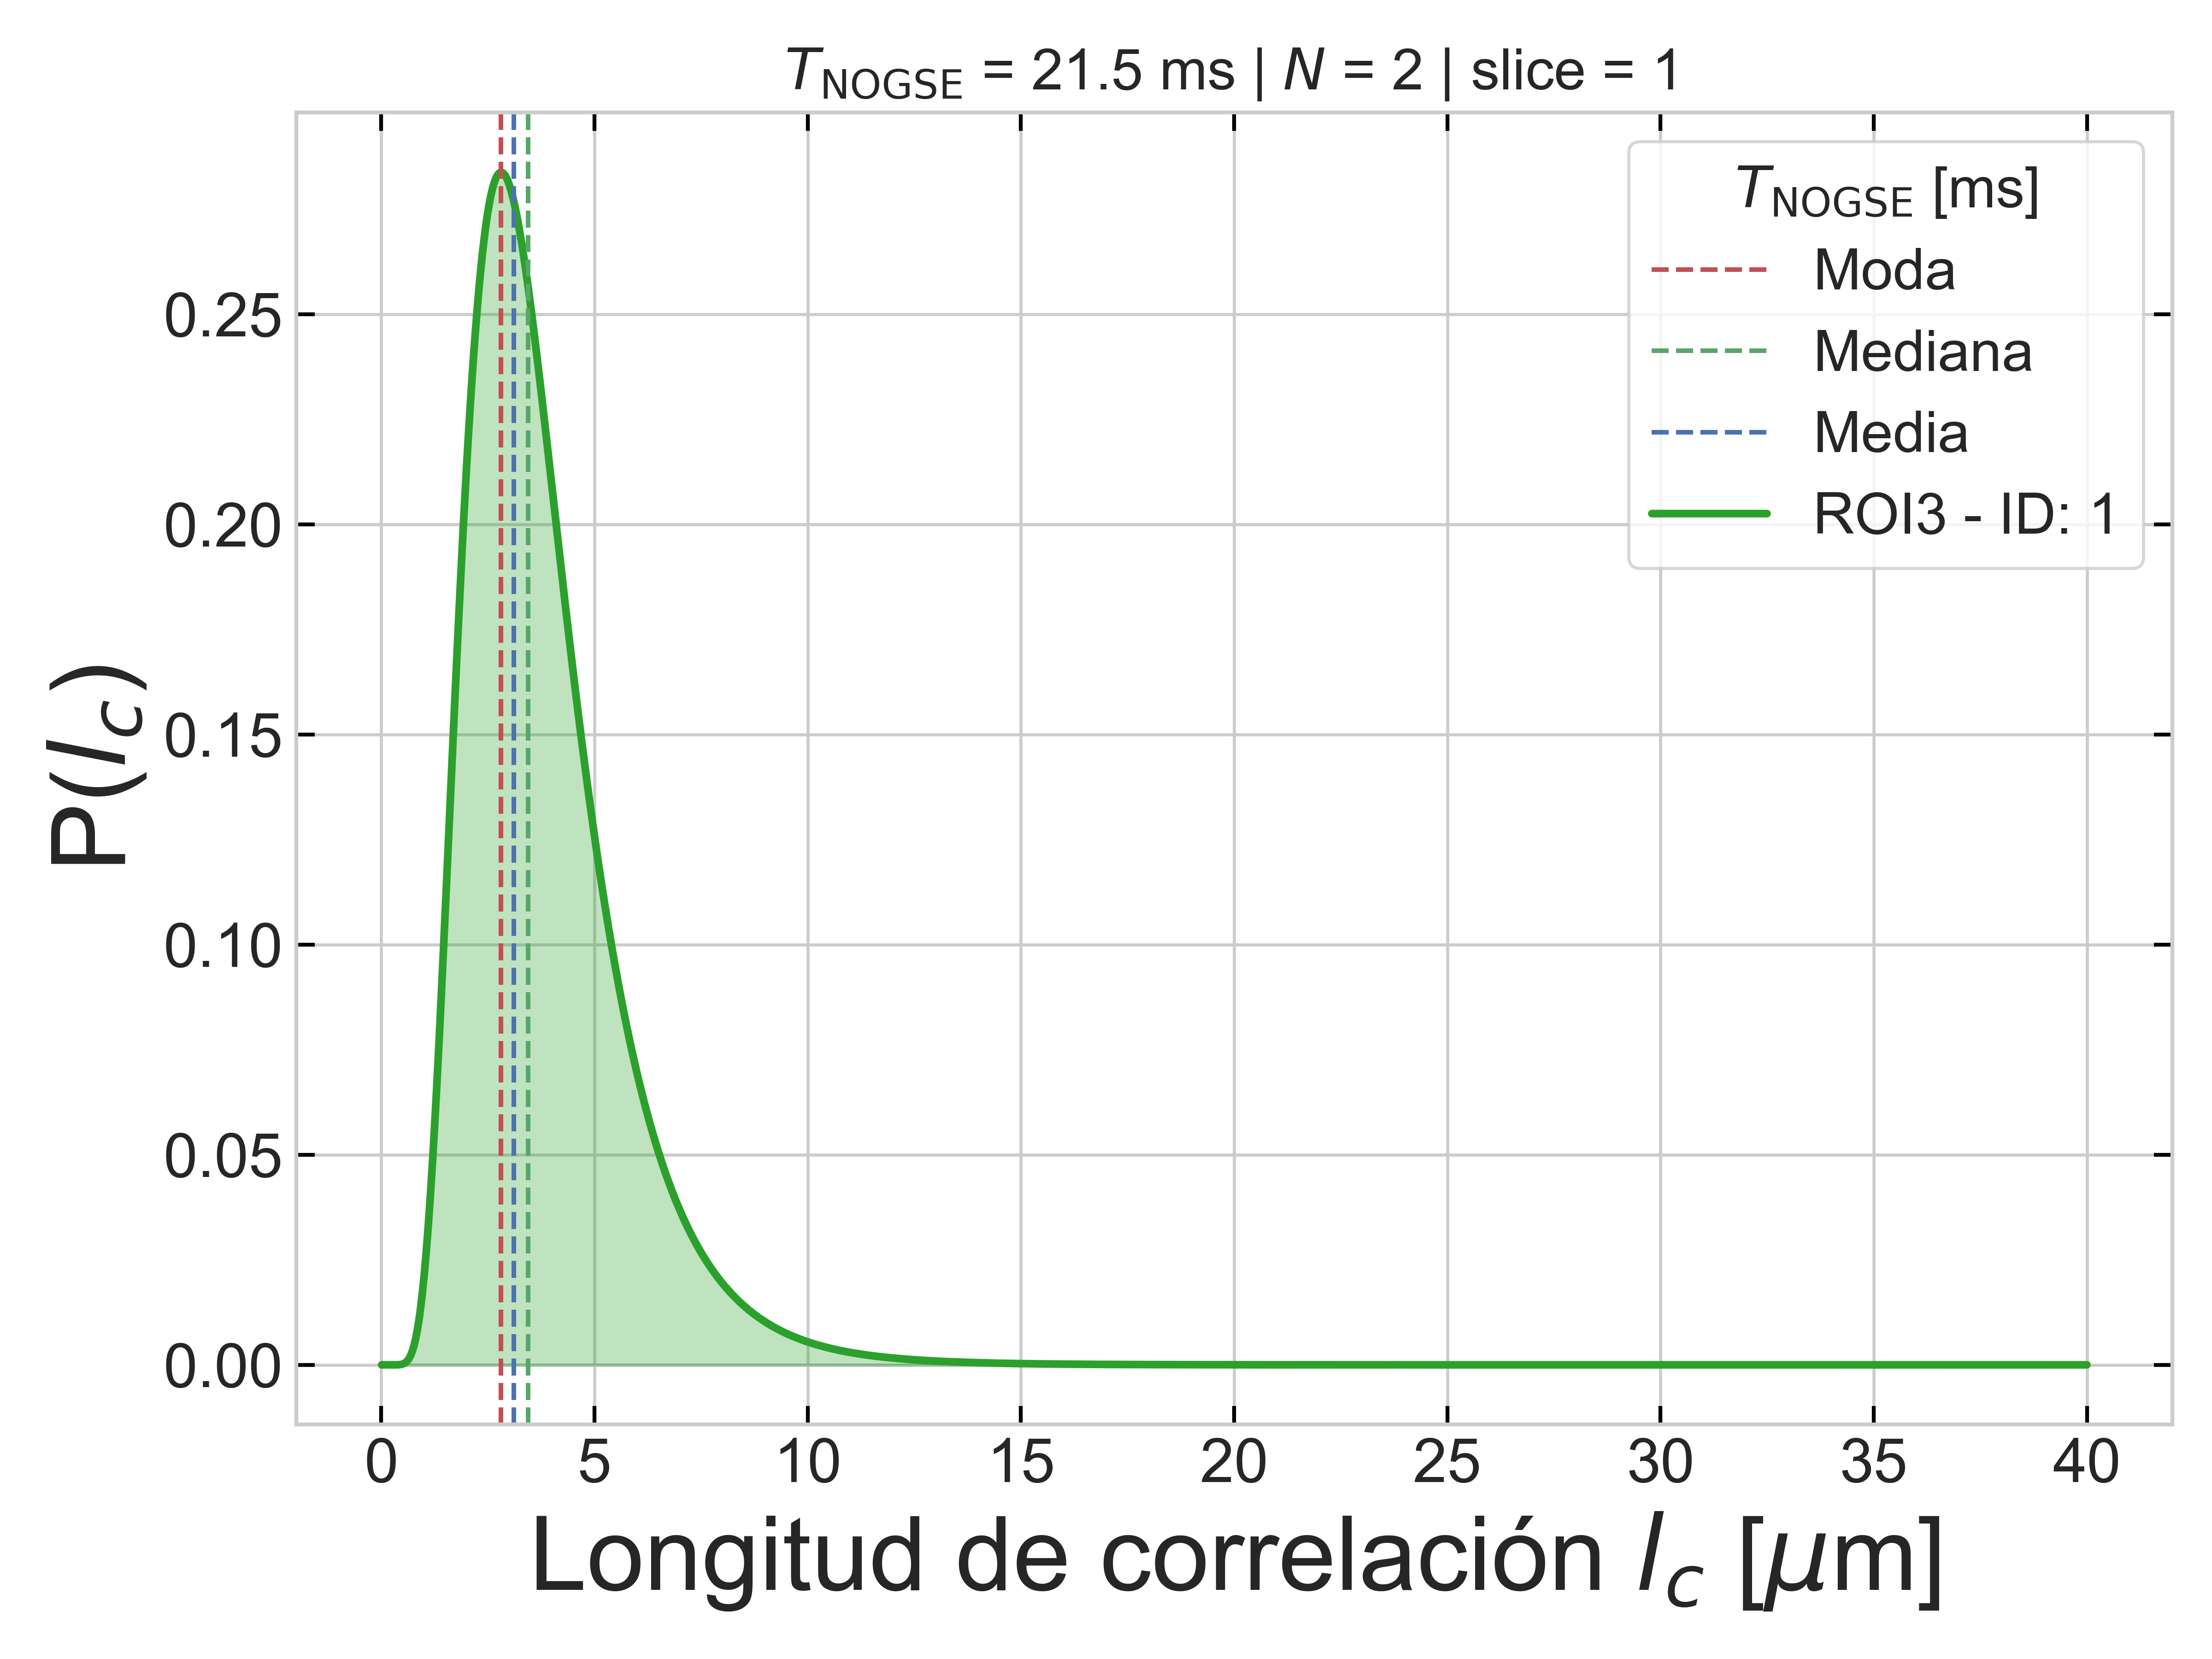 T_NOGSE = 21.5 ms | N = 2 | slice = 1
T_NOGSE [ms]
Moda
Mediana
Media
ROI3 - ID: 1
P(l_c)
0.25
0.20
0.15
0.10
0.05
0.00
0 5 10 15 20 25 30 35 40
Longitud de correlación l_c [μm]